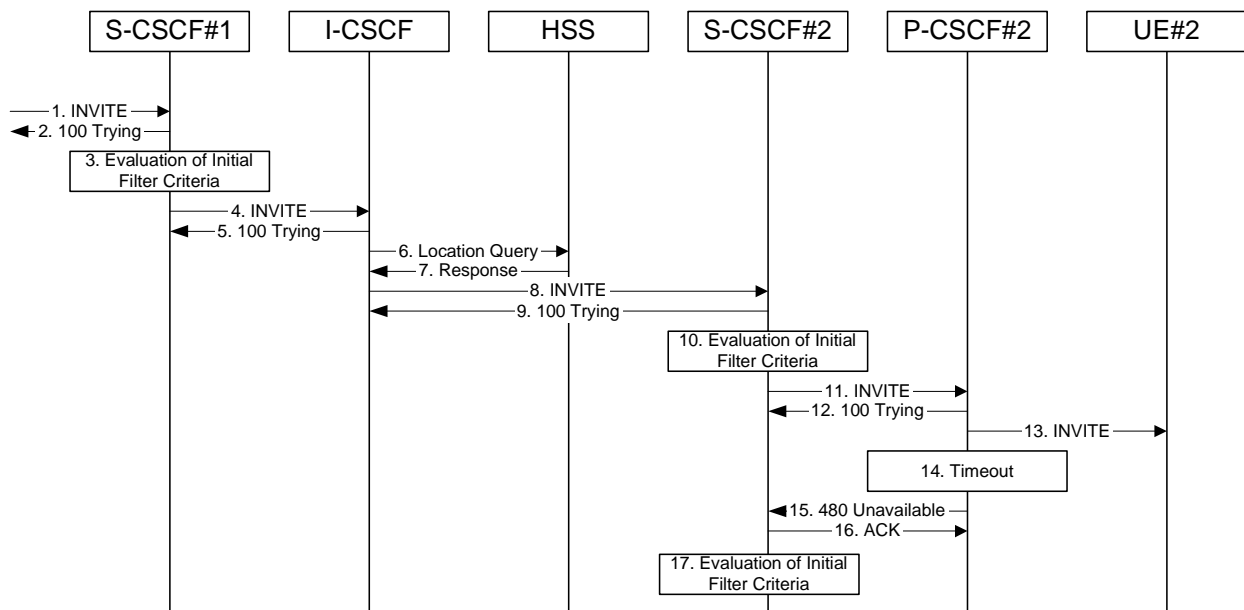 S-CSCF#1
I-CSCF
HSS
S-CSCF#2
P-CSCF#2
UE#2
1. INVITE
2. 100 Trying
3. Evaluation of Initial
Filter Criteria
4. INVITE
5. 100 Trying
6. Location Query
7. Response
8. INVITE
9. 100 Trying
10. Evaluation of Initial
Filter Criteria
11. INVITE
12. 100 Trying
13. INVITE
14. Timeout
15. 480 Unavailable
16. ACK
17. Evaluation of Initial
Filter Criteria